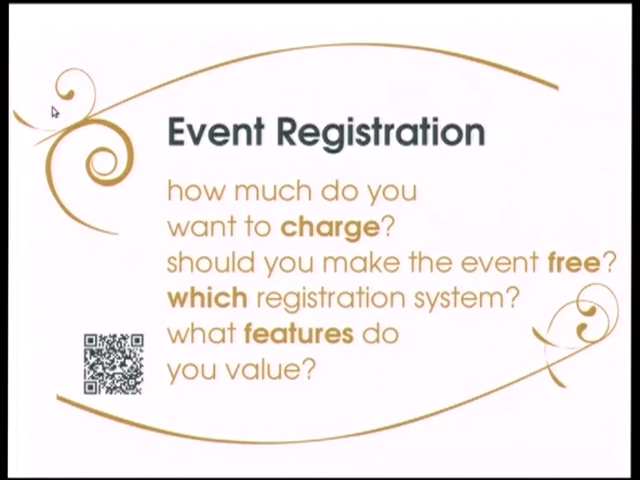 Event Registration
how much do you
want to charge?
should you make the event free?
which registration system?
what features do
you value?